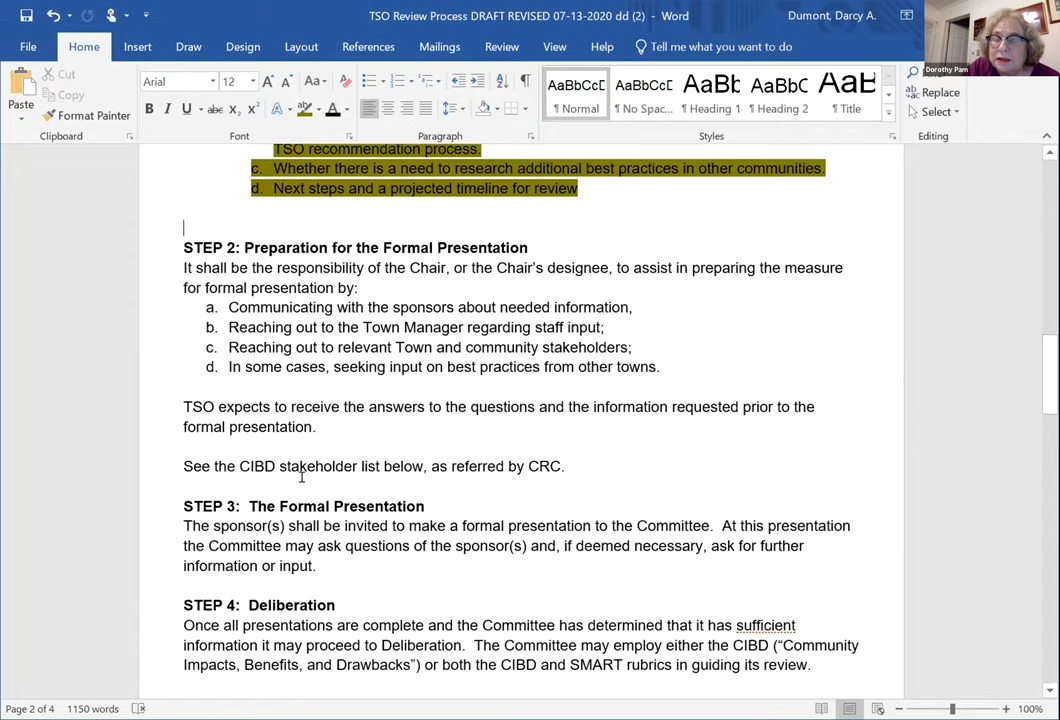 TSO Review Process DRAFT REVISED 07-13-2020 dd (2) - Word
Dumont, Darcy A.
File Home Insert Draw Design Layout References Mailings Review View Help Tell me what you want to do
Dorothy Pam
Paste
Cut
Copy
Format Painter
Arial 12
AaBbCcD AaBbCcD AaBbC AaBbC AaBb
¶ Normal ¶ No Spac... ¶ Heading 1 ¶ Heading 2 ¶ Title
Replace
Select
Clipboard Font Paragraph Styles Editing
TSO recommendation process.
c. Whether there is a need to research additional best practices in other communities.
d. Next steps and a projected timeline for review
STEP 2: Preparation for the Formal Presentation
It shall be the responsibility of the Chair, or the Chair's designee, to assist in preparing the measure
for formal presentation by:
a. Communicating with the sponsors about needed information,
b. Reaching out to the Town Manager regarding staff input;
c. Reaching out to relevant Town and community stakeholders;
d. In some cases, seeking input on best practices from other towns.
TSO expects to receive the answers to the questions and the information requested prior to the
formal presentation.
See the CIBD stakeholder list below, as referred by CRC.
STEP 3: The Formal Presentation
The sponsor(s) shall be invited to make a formal presentation to the Committee. At this presentation
the Committee may ask questions of the sponsor(s) and, if deemed necessary, ask for further
information or input.
STEP 4: Deliberation
Once all presentations are complete and the Committee has determined that it has sufficient
information it may proceed to Deliberation. The Committee may employ either the CIBD (“Community
Impacts, Benefits, and Drawbacks”) or both the CIBD and SMART rubrics in guiding its review.
Page 2 of 4 1150 words
100%